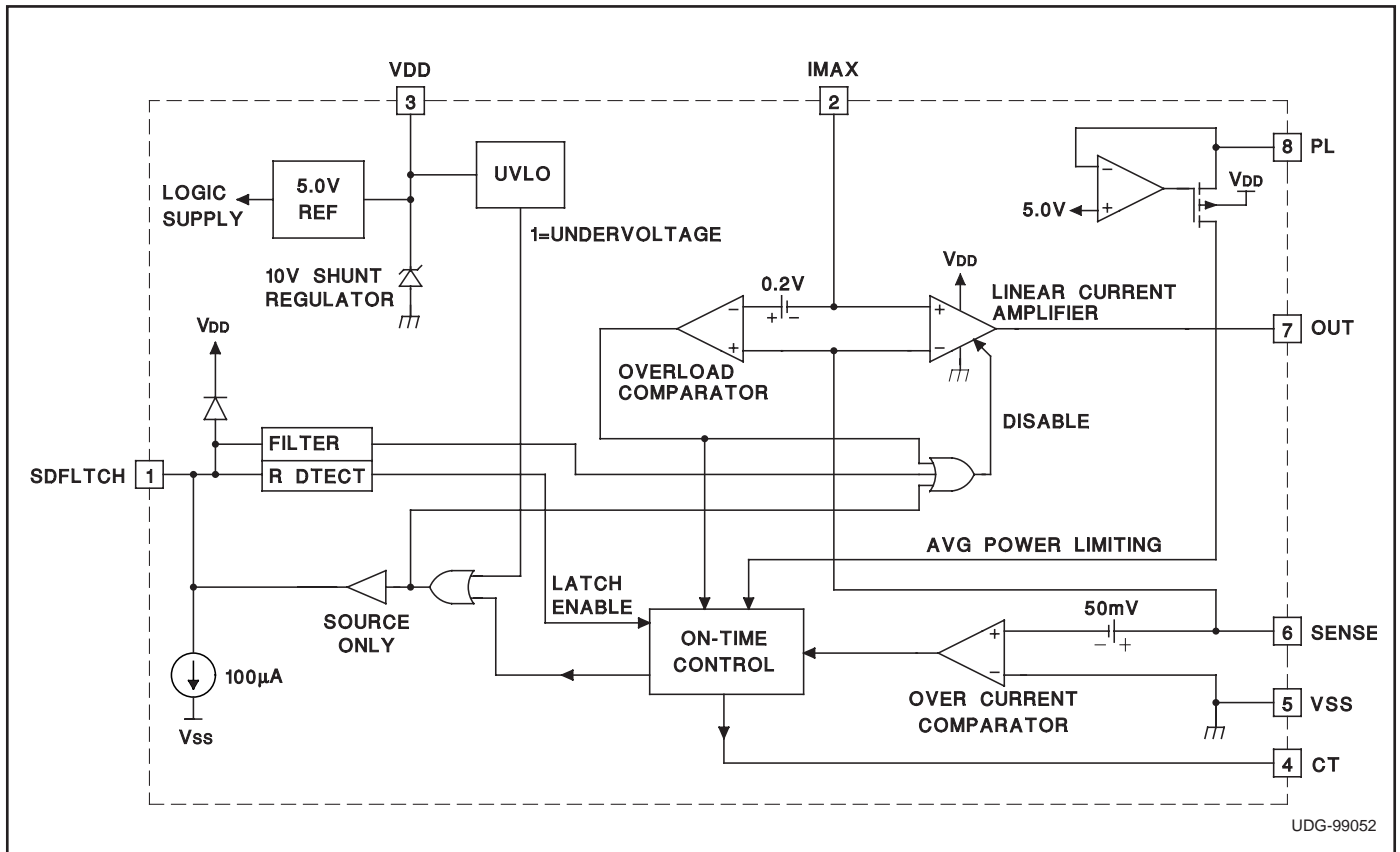 VDD
3
IMAX
2
8 PL
VDD
5.0V
UVLO
5.0V
REF
LOGIC
SUPPLY
1=UNDERVOLTAGE
10V SHUNT
REGULATOR
VDD
0.2V
+ -
VDD
LINEAR CURRENT
AMPLIFIER
-
+
+
-
-
+
7 OUT
OVERLOAD
COMPARATOR
DISABLE
FILTER
R DTECT
SDFLTCH 1
AVG POWER LIMITING
LATCH
ENABLE
SOURCE
ONLY
50mV
- +
6 SENSE
ON-TIME
CONTROL
+
-
100μA
VSS
OVER CURRENT
COMPARATOR
5 VSS
4 CT
UDG-99052